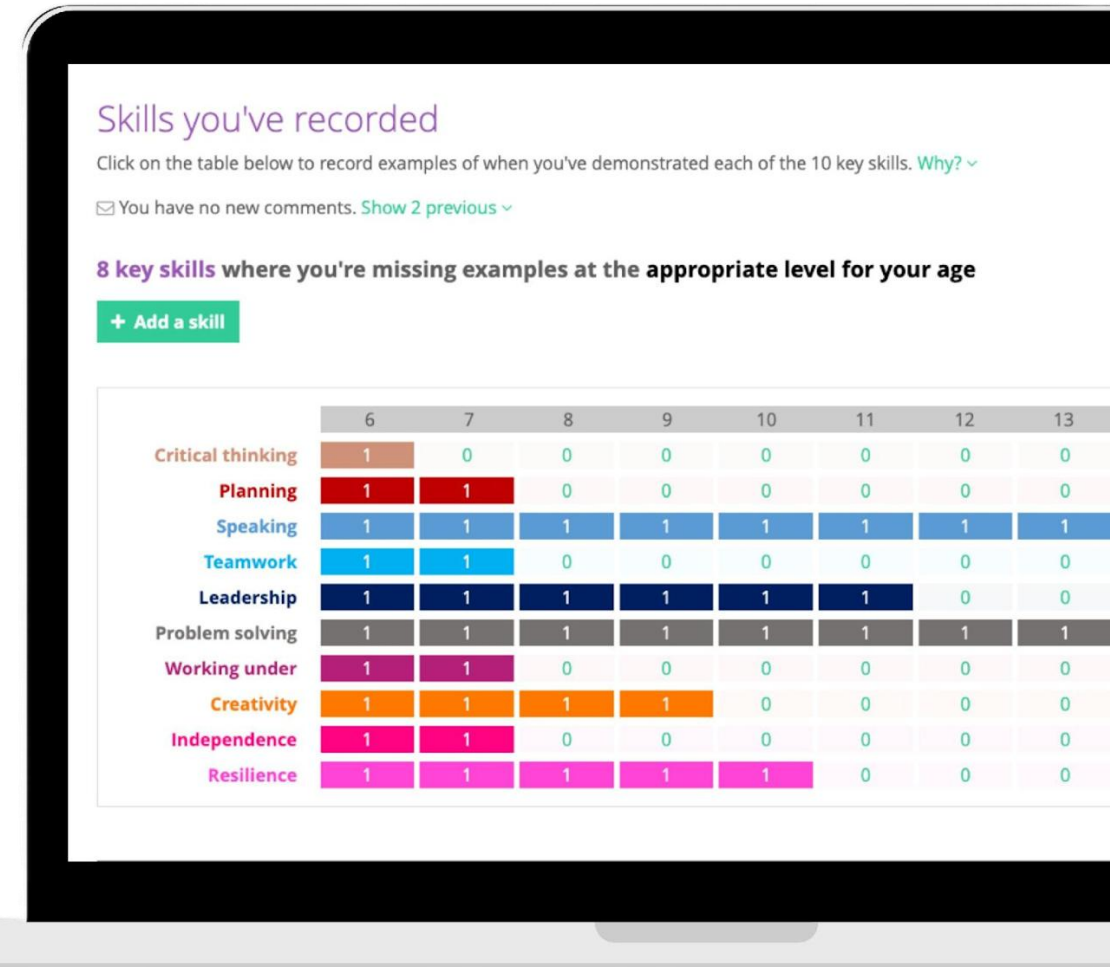 Skills you've recorded
Click on the table below to record examples of when you've demonstrated each of the 10 key skills. Why?
You have no new comments. Show 2 previous
8 key skills where you're missing examples at the appropriate level for your age
+ Add a skill
6 7 8 9 10 11 12 13
Critical thinking 1 0 0 0 0 0 0 0
Planning 1 1 0 0 0 0 0 0
Speaking 1 1 1 1 1 1 1 1
Teamwork 1 1 0 0 0 0 0 0
Leadership 1 1 1 1 1 1 0 0
Problem solving 1 1 1 1 1 1 1 1
Working under 1 1 0 0 0 0 0 0
Creativity 1 1 1 1 0 0 0 0
Independence 1 1 0 0 0 0 0 0
Resilience 1 1 1 1 1 0 0 0